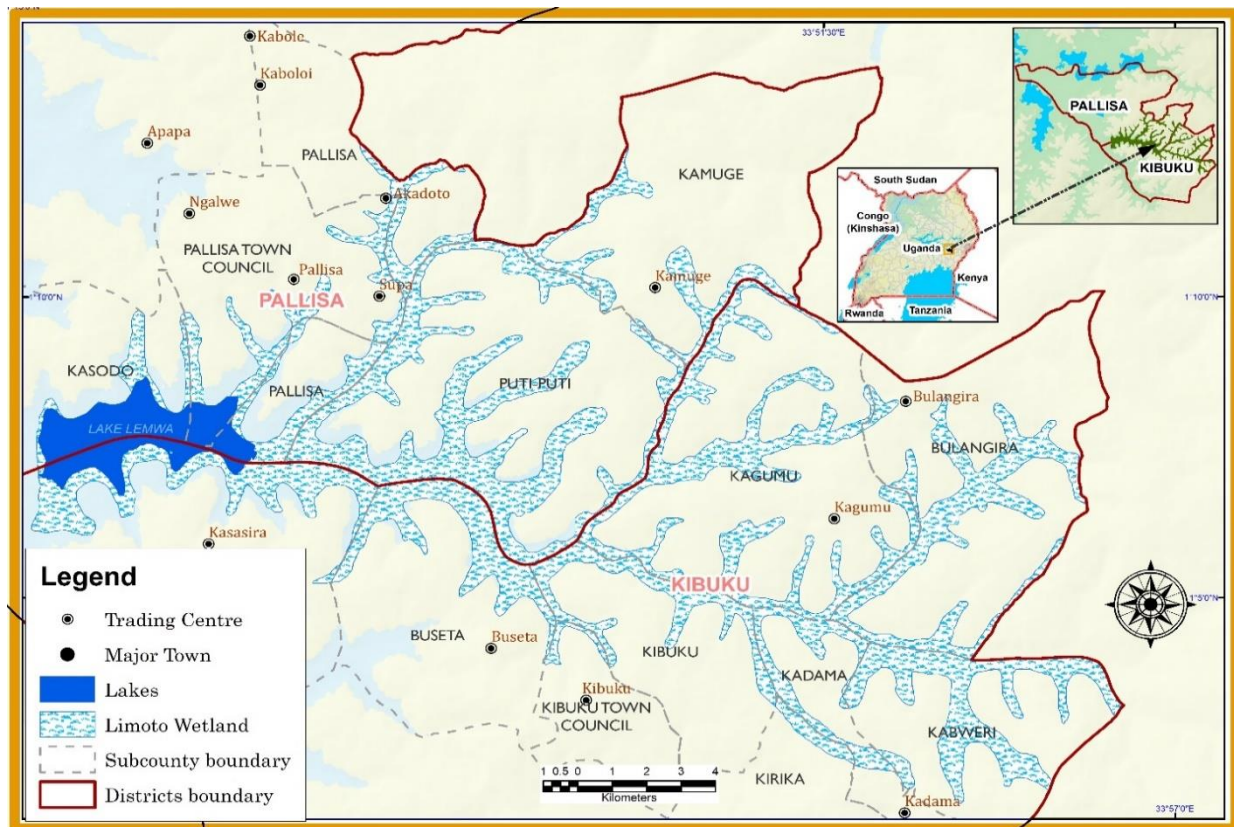 33°51'30"E
Kabole
Kaboloi
Apapa
PALLISA
Akadoto
KAMUGE
Ngalwe
PALLISA TOWN
COUNCIL
Pallisa
PALLISA
Supa
Kamuge
1°10'0"N
1°10'0"N
KASODO
PALLISA
PUTI PUTI
LAKE LEMWA
Bulangira
BULANGIRA
KAGUMU
Kagumu
Kasasira
KIBUKU
1°5'0"N
BUSETA
Buseta
KIBUKU
KADAMA
Kibuku
KIBUKU TOWN
COUNCIL
KABWERI
KIRIKA
Kadama
33°57'0"E
PALLISA
KIBUKU
South Sudan
Congo
(Kinshasa)
Uganda
Kenya
Rwanda
Tanzania
Legend
Trading Centre
Major Town
Lakes
Limoto Wetland
Subcounty boundary
Districts boundary
1 0.5 0 1 2 3 4
Kilometers